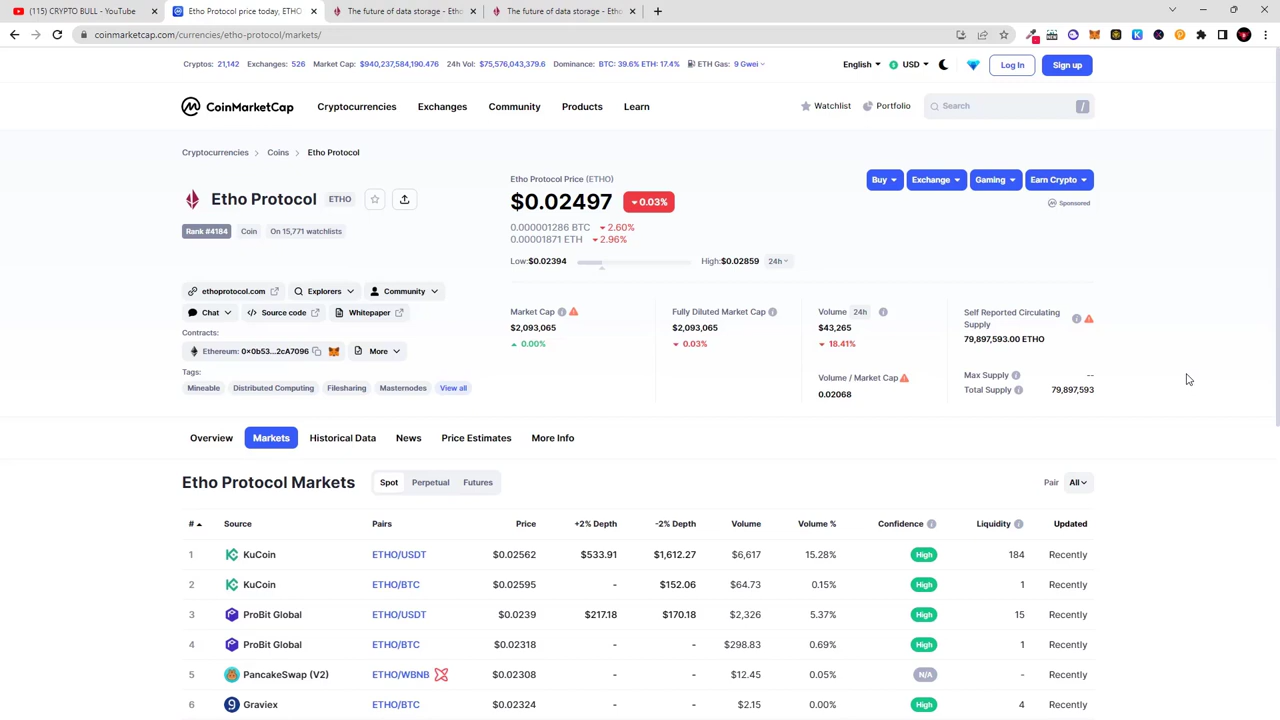 (115) CRYPTO BULL - YouTube
Etho Protocol price today, ETHO
The future of data storage - Etho
The future of data storage - Etho
coinmarketcap.com/currencies/etho-protocol/markets/
Cryptos: 21,142 Exchanges: 526 Market Cap: $940,237,584,190.476 24h Vol: $75,576,043,379.6 Dominance: BTC: 39.6% ETH: 17.4% ETH Gas: 9 Gwei
English USD Log In Sign up
CoinMarketCap Cryptocurrencies Exchanges Community Products Learn Watchlist Portfolio Search /
Cryptocurrencies > Coins > Etho Protocol
Etho Protocol ETHO
Rank #4184 Coin On 15,771 watchlists
ethoprotocol.com Explorers Community
Chat Source code Whitepaper
Contracts:
Ethereum: 0x0b53...2cA7096 More
Tags:
Mineable Distributed Computing Filesharing Masternodes View all
Etho Protocol Price (ETHO)
$0.02497 0.03%
0.000001286 BTC 2.60%
0.00001871 ETH 2.96%
Low:$0.02394 High:$0.02859 24h
Buy Exchange Gaming Earn Crypto
Sponsored
Market Cap
$2,093,065
0.00%
Fully Diluted Market Cap
$2,093,065
0.03%
Volume 24h
$43,265
18.41%
Volume / Market Cap
0.02068
Self Reported Circulating
Supply
79,897,593.00 ETHO
Max Supply --
Total Supply 79,897,593
Overview Markets Historical Data News Price Estimates More Info
Etho Protocol Markets Spot Perpetual Futures Pair All
# Source Pairs Price +2% Depth -2% Depth Volume Volume % Confidence Liquidity Updated
1 KuCoin ETHO/USDT $0.02562 $533.91 $1,612.27 $6,617 15.28% High 184 Recently
2 KuCoin ETHO/BTC $0.02595 - $152.06 $64.73 0.15% High 1 Recently
3 ProBit Global ETHO/USDT $0.0239 $217.18 $170.18 $2,326 5.37% High 15 Recently
4 ProBit Global ETHO/BTC $0.02318 - - $298.83 0.69% High 1 Recently
5 PancakeSwap (V2) ETHO/WBNB $0.02308 - - $12.45 0.05% N/A - Recently
6 Graviex ETHO/BTC $0.02324 - - $2.15 0.00% High 4 Recently